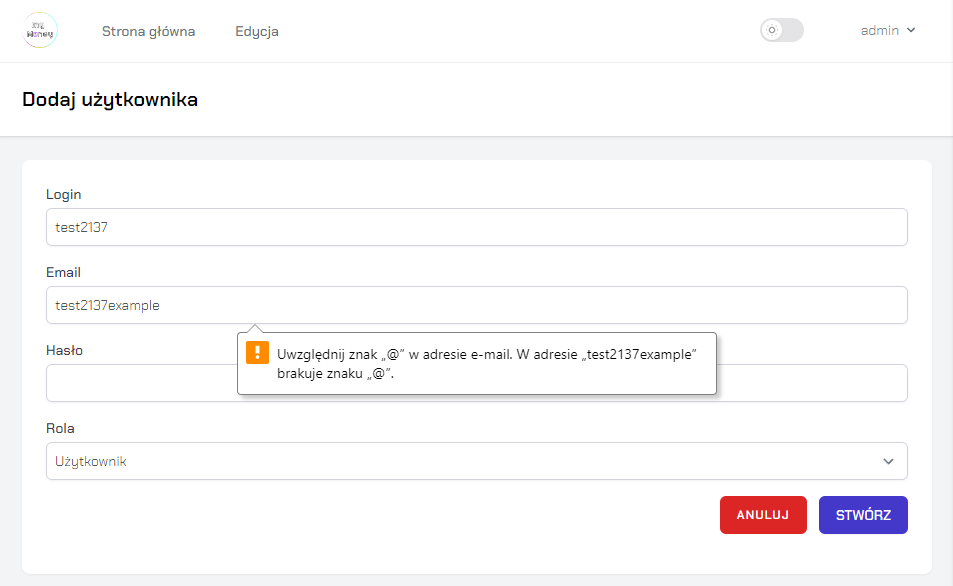 Money
Strona główna
Edycja
admin
Dodaj użytkownika
Login
test2137
Email
test2137example
Uwzględnij znak „@” w adresie e-mail. W adresie „test2137example”
brakuje znaku „@”.
Hasło
Rola
Użytkownik
ANULUJ
STWÓRZ